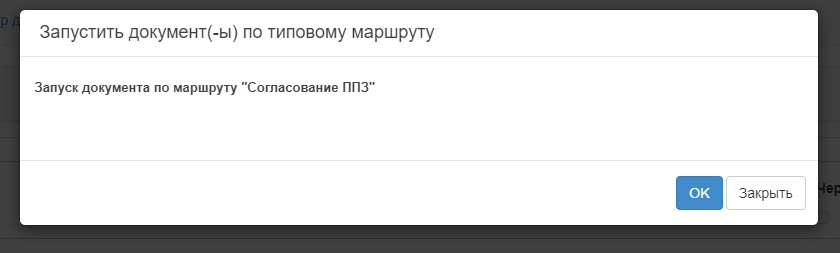 Запустить документ(-ы) по типовому маршруту
Запуск документа по маршруту "Согласование ППЗ"
OK
Закрыть